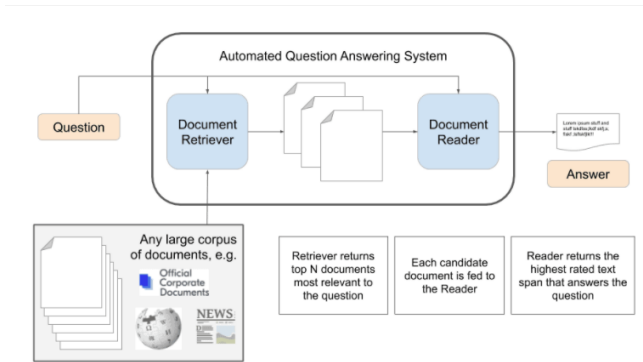 Automated Question Answering System
Question
Document
Retriever
Document
Reader
Answer
Any large corpus
of documents, e.g.
Official
Corporate
Documents
NEWS
Retriever returns
top N documents
most relevant to
the question
Each candidate
document is fed to
the Reader
Reader returns the
highest rated text
span that answers the
question